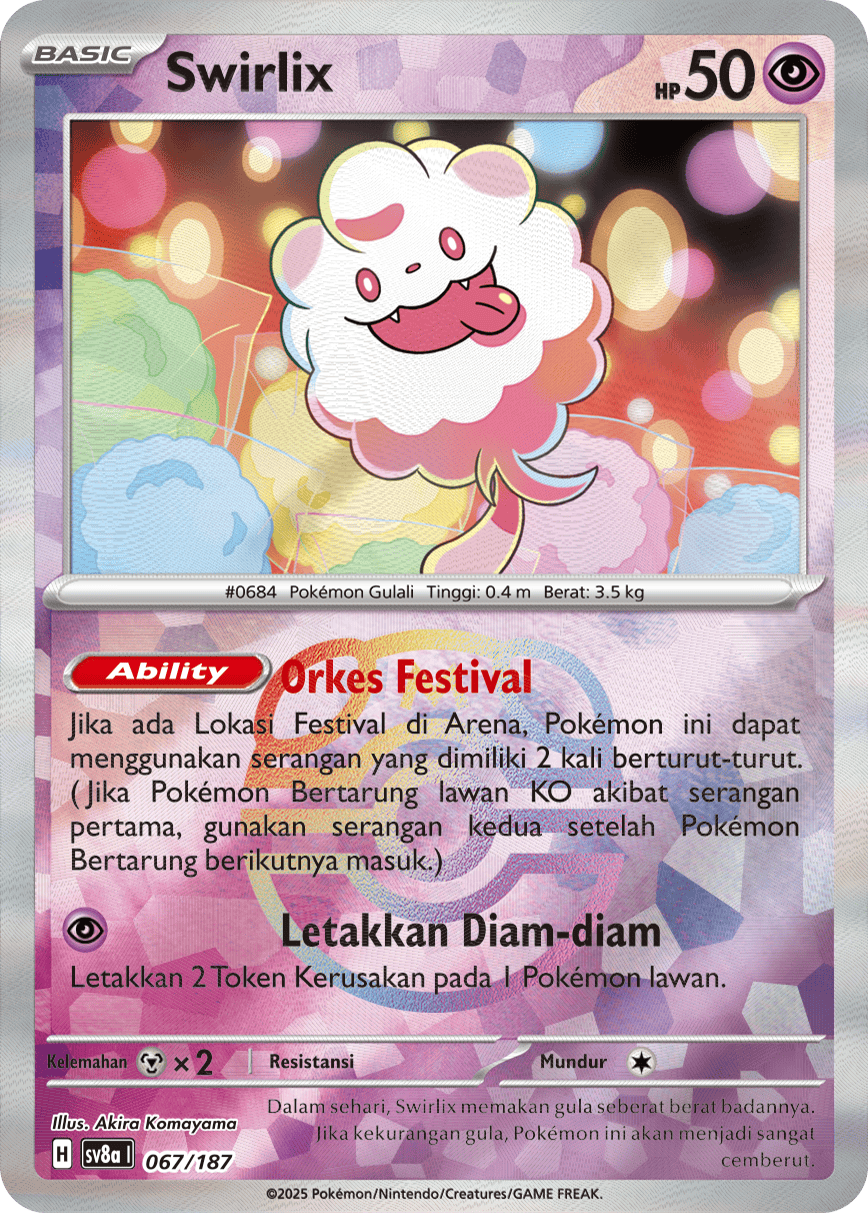 BASIC Swirlix HP 50
#0684 Pokémon Gulali Tinggi: 0.4 m Berat: 3.5 kg
Ability Orkes Festival
Jika ada Lokasi Festival di Arena, Pokémon ini dapat
menggunakan serangan yang dimiliki 2 kali berturut-turut.
(Jika Pokémon Bertarung lawan KO akibat serangan
pertama, gunakan serangan kedua setelah Pokémon
Bertarung berikutnya masuk.)
Letakkan Diam-diam
Letakkan 2 Token Kerusakan pada 1 Pokémon lawan.
Kelemahan ×2 Resistansi Mundur
Dalam sehari, Swirlix memakan gula seberat berat badannya.
Jika kekurangan gula, Pokémon ini akan menjadi sangat
cemberut.
Illus. Akira Komayama
H sv8a I 067/187
©2025 Pokémon/Nintendo/Creatures/GAME FREAK.